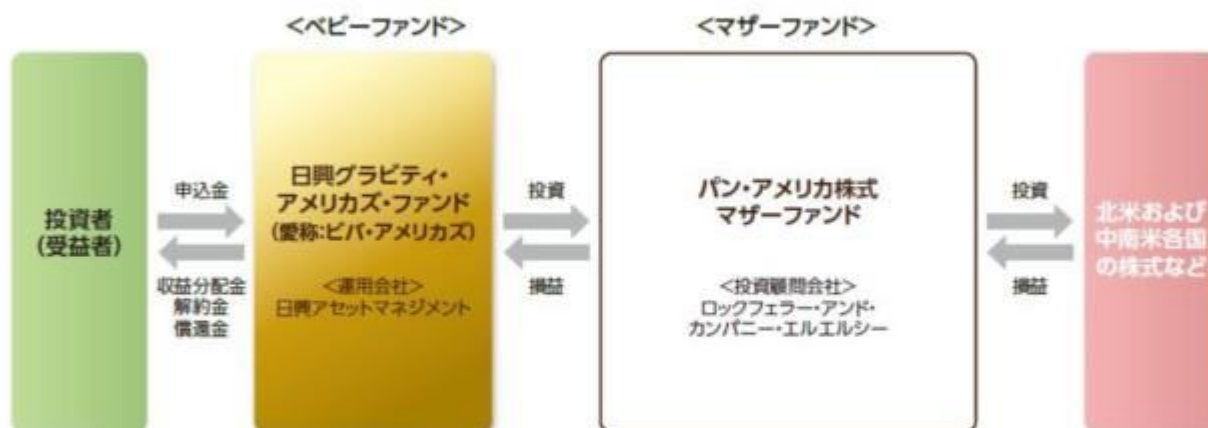 <ベビーファンド>
<マザーファンド>
投資者
(受益者)
申込金
収益分配金
解約金
償還金
日興グラビティ・
アメリカズ・ファンド
(愛称:ビバ・アメリカズ)
<運用会社>
日興アセットマネジメント
投資
損益
パン・アメリカ株式
マザーファンド
<投資顧問会社>
ロックフェラー・アンド・
カンパニー・エルエルシー
投資
損益
北米および
中南米各国
の株式など